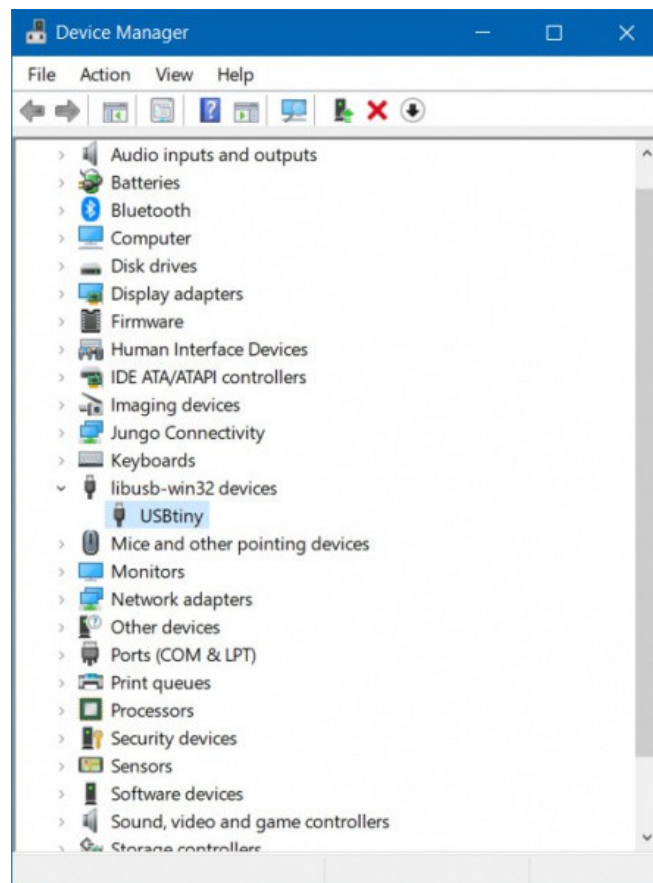 Device Manager
File Action View Help
Audio inputs and outputs
Batteries
Bluetooth
Computer
Disk drives
Display adapters
Firmware
Human Interface Devices
IDE ATA/ATAPI controllers
Imaging devices
Jungo Connectivity
Keyboards
libusb-win32 devices
USBtiny
Mice and other pointing devices
Monitors
Network adapters
Other devices
Ports (COM & LPT)
Print queues
Processors
Security devices
Sensors
Software devices
Sound, video and game controllers
Storage controllers